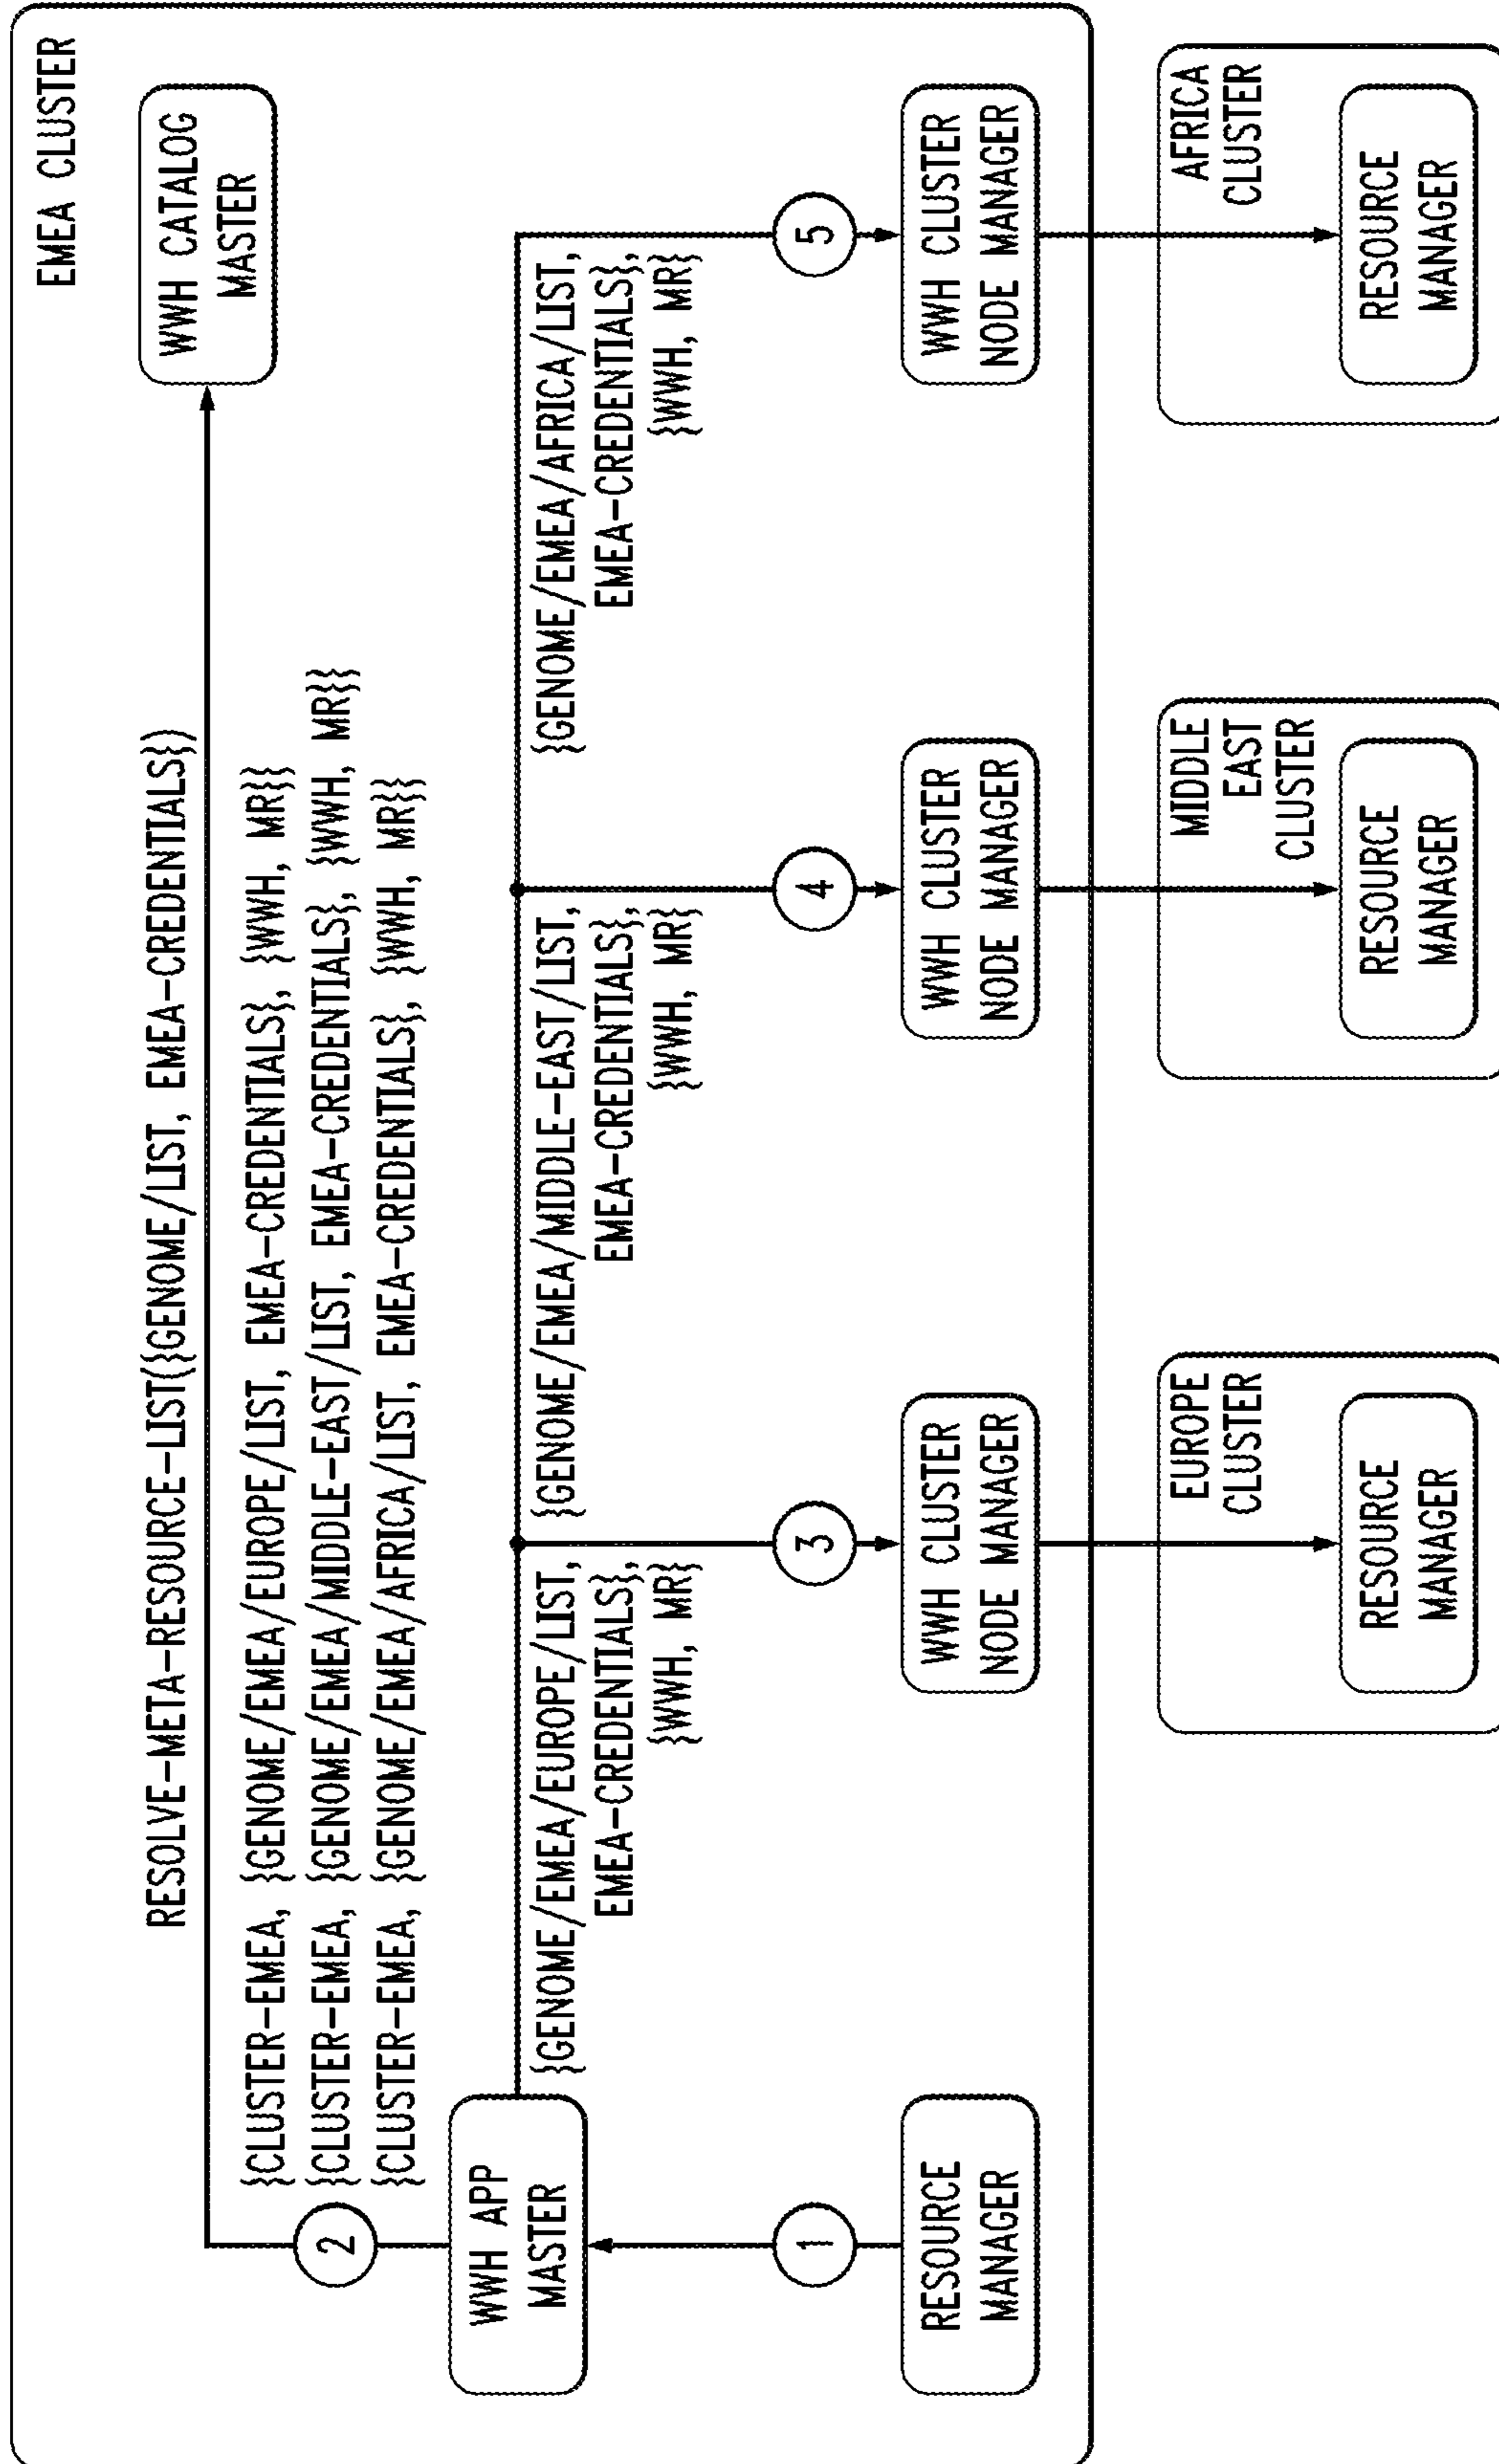 EMEA CLUSTER
WWH CATALOG
MASTER
RESOLVE-META-RESOURCE-LIST({GENOME/LIST, EMEA-CREDENTIALS})
{CLUSTER-EMEA, {GENOME/EMEA/EUROPE/LIST, EMEA-CREDENTIALS}, {WWH, MR}}
{CLUSTER-EMEA, {GENOME/EMEA/MIDDLE-EAST/LIST, EMEA-CREDENTIALS}, {WWH, MR}}
{CLUSTER-EMEA, {GENOME/EMEA/AFRICA/LIST, EMEA-CREDENTIALS}, {WWH, MR}}
2
WWH APP
MASTER
{GENOME/EMEA/EUROPE/LIST,
EMEA-CREDENTIALS},
{WWH, MR}
{GENOME/EMEA/MIDDLE-EAST/LIST,
EMEA-CREDENTIALS},
{WWH, MR}
{GENOME/EMEA/AFRICA/LIST,
EMEA-CREDENTIALS},
{WWH, MR}
1
3
4
5
RESOURCE
MANAGER
WWH CLUSTER
NODE MANAGER
WWH CLUSTER
NODE MANAGER
WWH CLUSTER
NODE MANAGER
EUROPE
CLUSTER
RESOURCE
MANAGER
MIDDLE
EAST
CLUSTER
RESOURCE
MANAGER
AFRICA
CLUSTER
RESOURCE
MANAGER